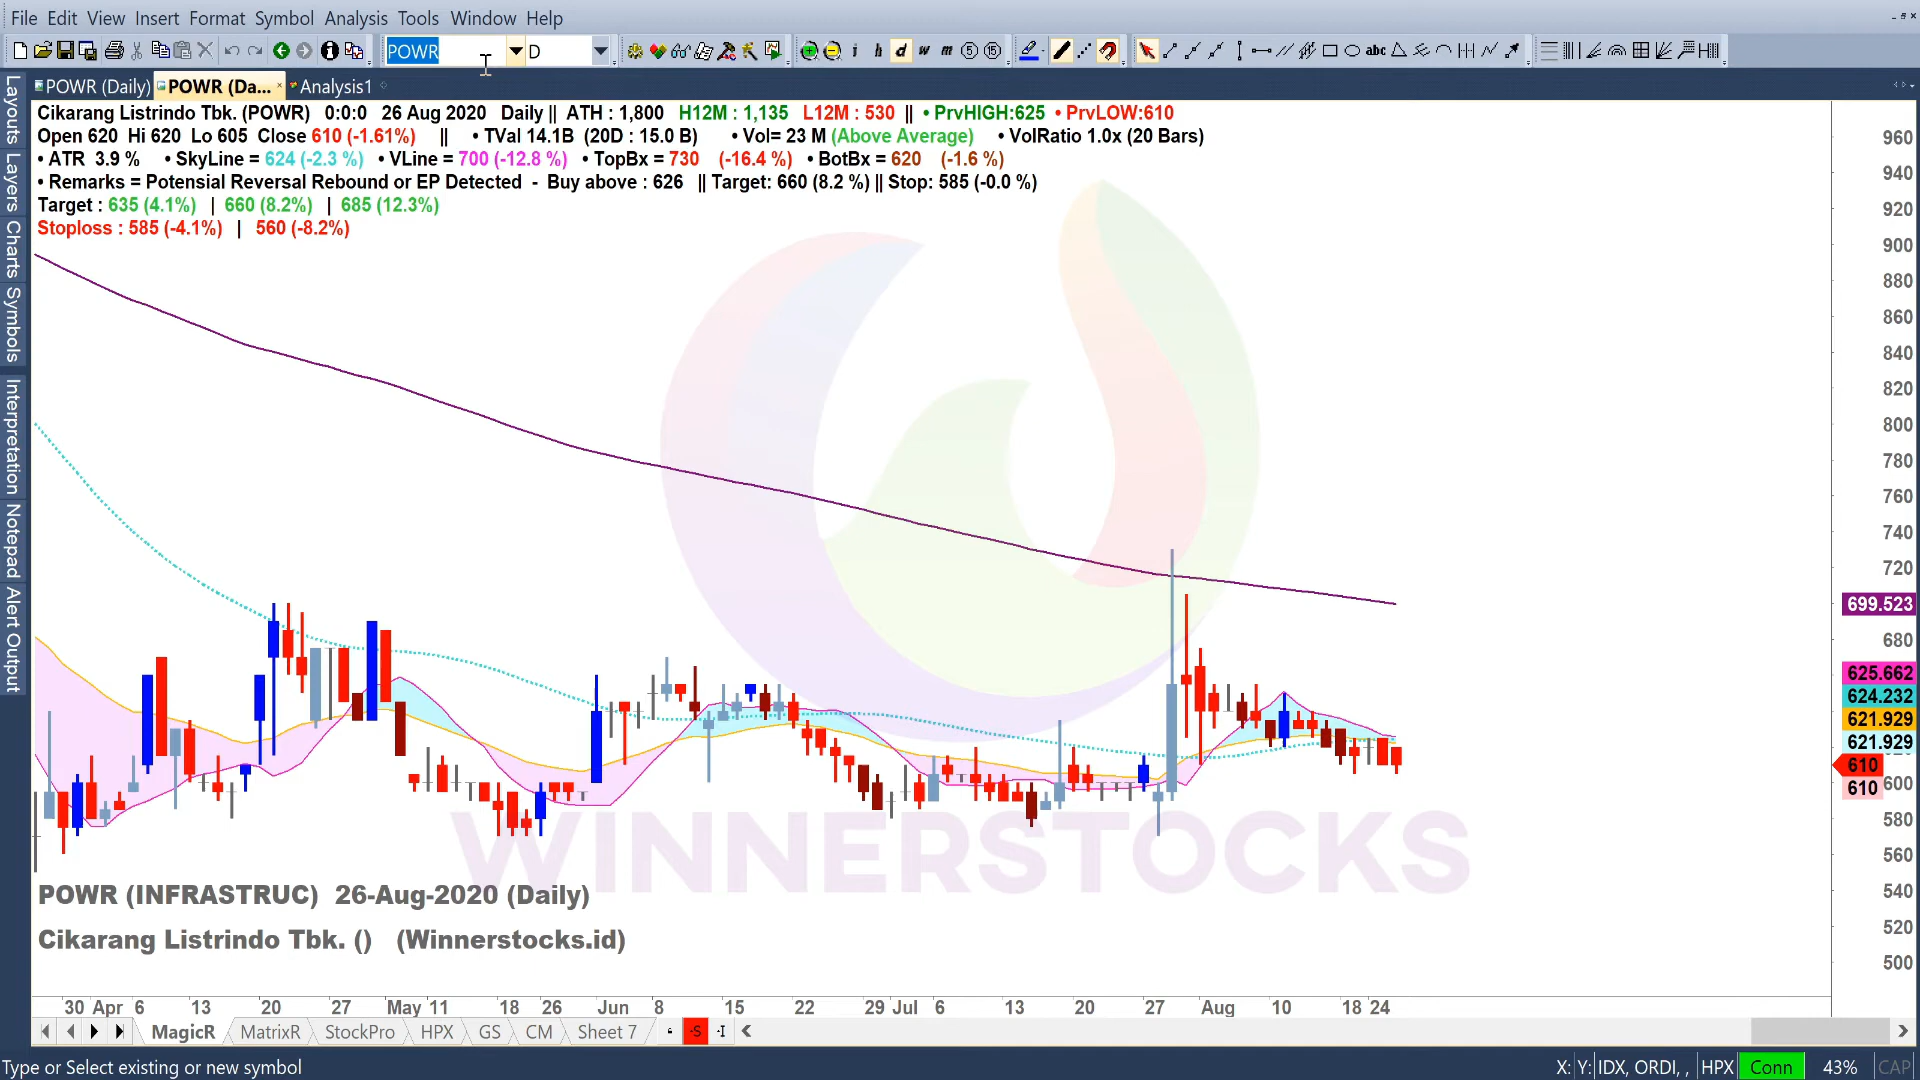 File Edit View Insert Format Symbol Analysis Tools Window Help
POWR D i h d w m 5 15 abc
POWR (Daily) POWR (Da... × Analysis1
Cikarang Listrindo Tbk. (POWR) 0:0:0 26 Aug 2020 Daily || ATH : 1,800 H12M : 1,135 L12M : 530 || • PrvHIGH:625 • PrvLOW:610
Open 620 Hi 620 Lo 605 Close 610 (-1.61%) || • TVal 14.1B (20D : 15.0 B) • Vol= 23 M (Above Average) • VolRatio 1.0x (20 Bars)
• ATR 3.9 % • SkyLine = 624 (-2.3 %) • VLine = 700 (-12.8 %) • TopBx = 730 (-16.4 %) • BotBx = 620 (-1.6 %)
• Remarks = Potensial Reversal Rebound or EP Detected - Buy above : 626 || Target: 660 (8.2 %) || Stop: 585 (-0.0 %)
Target : 635 (4.1%) | 660 (8.2%) | 685 (12.3%)
Stoploss : 585 (-4.1%) | 560 (-8.2%)
Layouts
Layers
Charts
Symbols
Interpretation
Notepad
Alert Output
960
940
920
900
880
860
840
820
800
780
760
740
720
699.523
680
625.662
624.232
621.929
621.929
610
610
600
580
560
540
520
500
WINNERSTOCKS
POWR (INFRASTRUC) 26-Aug-2020 (Daily)
Cikarang Listrindo Tbk. () (Winnerstocks.id)
30 Apr 6 13 20 27 May 11 18 26 Jun 8 15 22 29 Jul 6 13 20 27 Aug 10 18 24
MagicR MatrixR StockPro HPX GS CM Sheet 7 -S -I
Type or Select existing or new symbol X: Y: IDX, ORDI, , HPX Conn 43% CAP